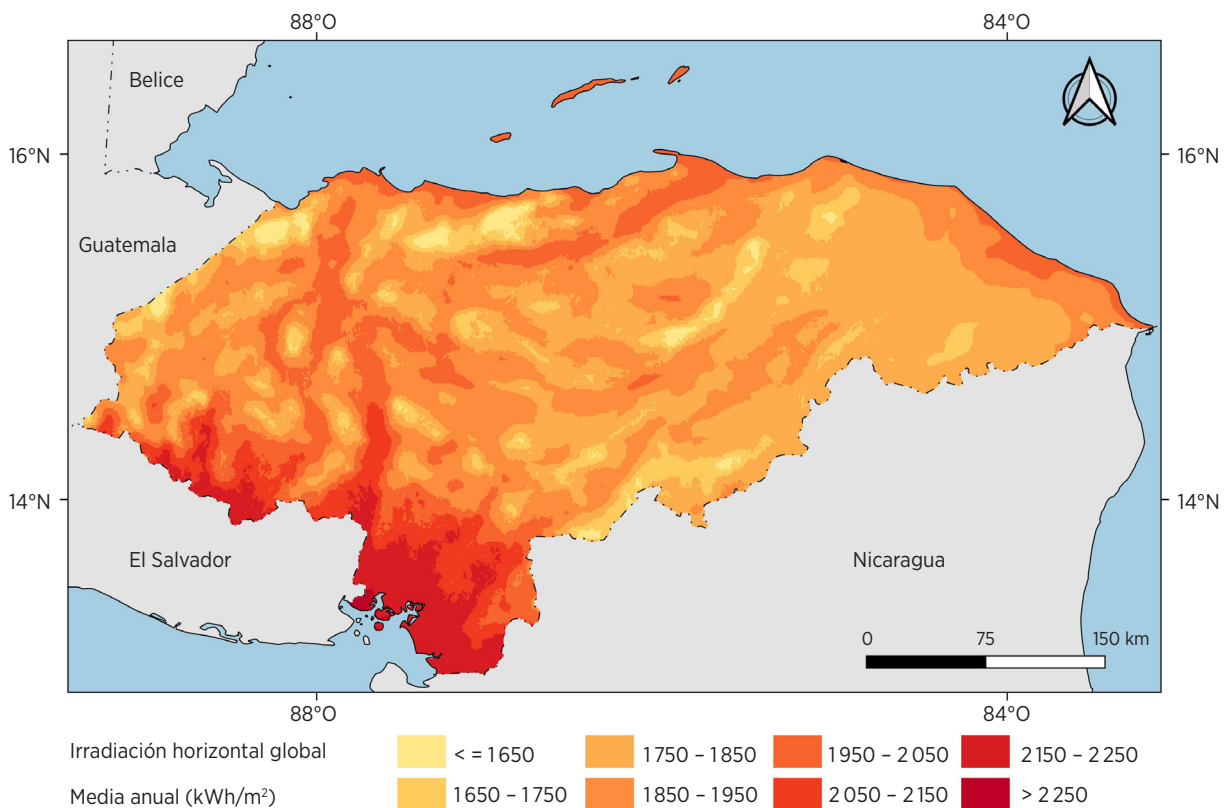 88°O 84°O
Belice
16°N 16°N
Guatemala
14°N 14°N
El Salvador Nicaragua
0 75 150 km
88°O 84°O
Irradiación horizontal global < = 1 650 1 750 – 1 850 1 950 – 2 050 2 150 – 2 250
Media anual (kWh/m²) 1 650 – 1 750 1 850 – 1 950 2 050 – 2 150 > 2 250